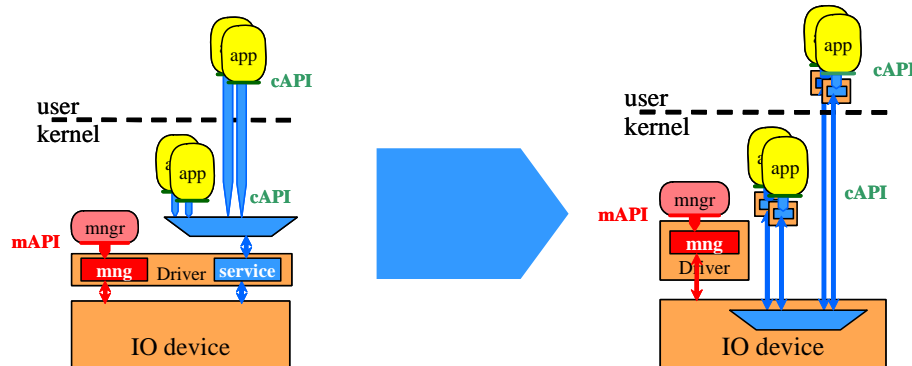 app
cAPI
user
kernel
a
app
cAPI
mngr
mAPI
mng
Driver
service
IO device
app
cAPI
user
kernel
a
app
cAPI
mngr
mAPI
mng
Driver
IO device